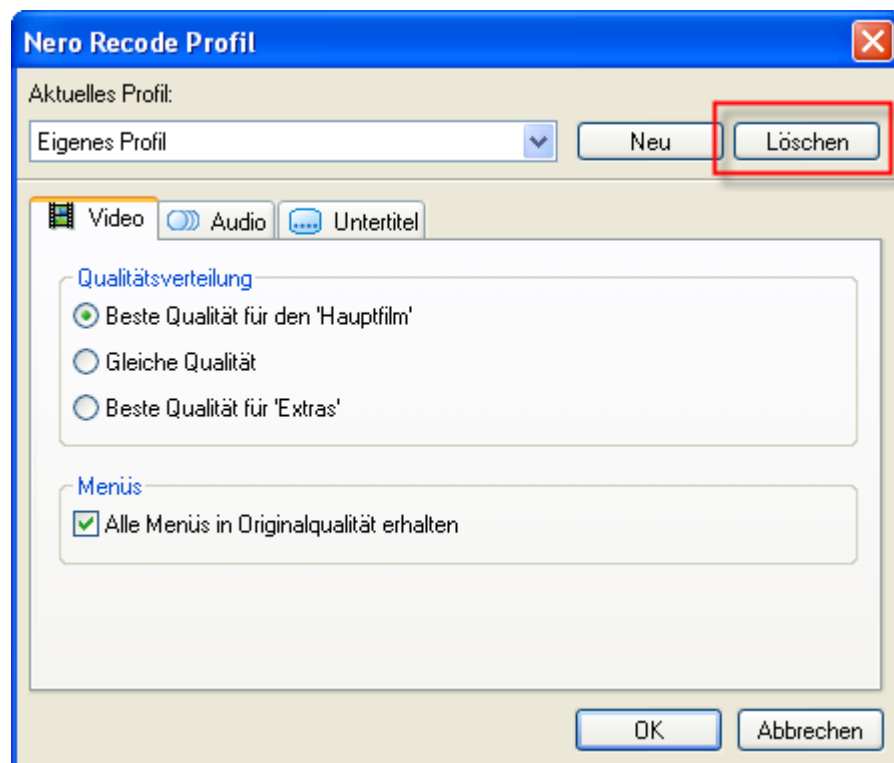 Nero Recode Profil
Aktuelles Profil:
Eigenes Profil Neu Löschen
Video Audio Untertitel
Qualitätsverteilung
Beste Qualität für den 'Hauptfilm'
Gleiche Qualität
Beste Qualität für 'Extras'
Menüs
Alle Menüs in Originalqualität erhalten
OK Abbrechen